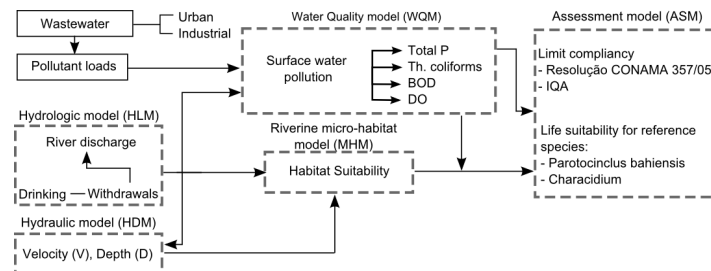 Wastewater
Urban
Industrial
Pollutant loads
Water Quality model (WQM)
Surface water
pollution
Total P
Th. coliforms
BOD
DO
Assessment model (ASM)
Limit compliancy
- Resolução CONAMA 357/05
- IQA
Life suitability for reference
species:
- Parotocinclus bahiensis
- Characidium
Hydrologic model (HLM)
River discharge
Drinking — Withdrawals
Riverine micro-habitat
model (MHM)
Habitat Suitability
Hydraulic model (HDM)
Velocity (V), Depth (D)